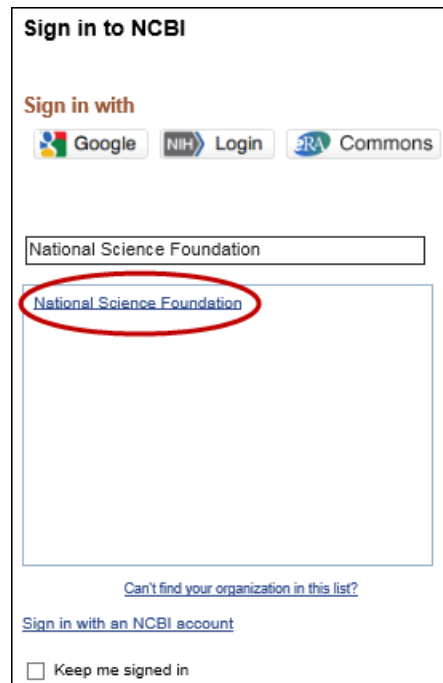 Sign in to NCBI
Sign in with
Google NIH Login eRA Commons
National Science Foundation
National Science Foundation
Can't find your organization in this list?
Sign in with an NCBI account
Keep me signed in